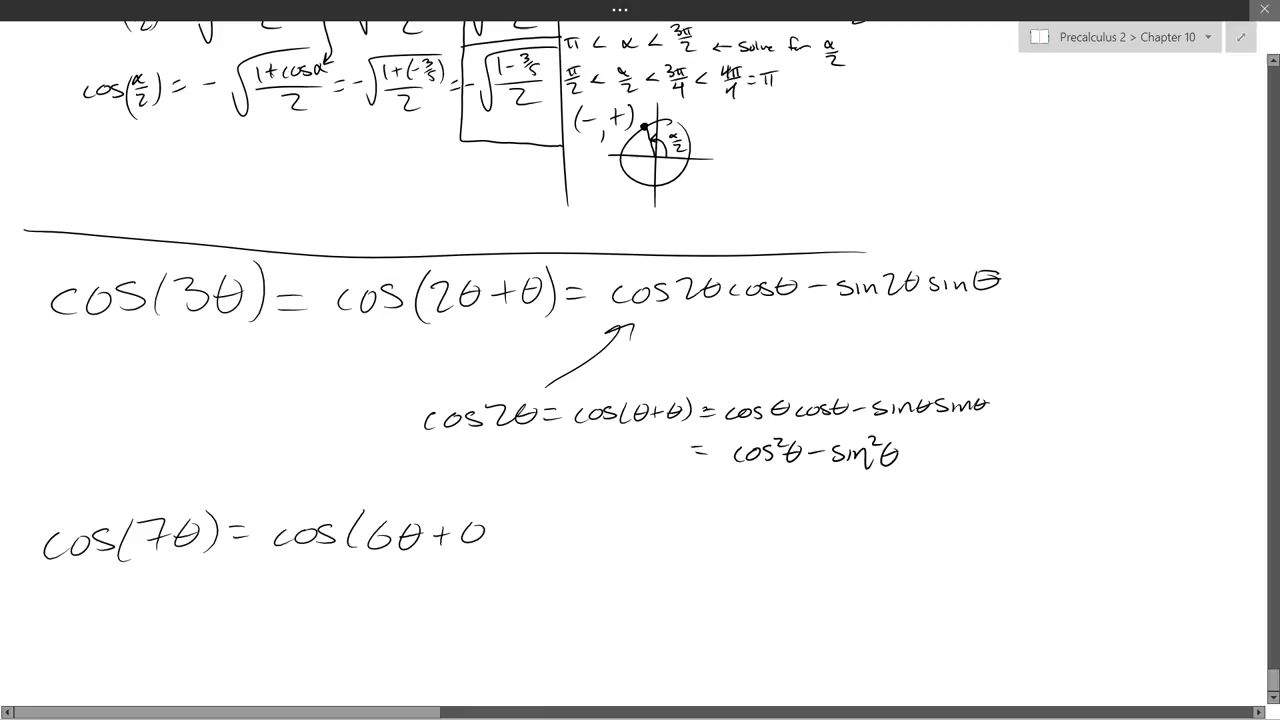 Precalculus 2 > Chapter 10
π < α < 3π/2 ← solve for α/2
cos(α/2) = -√((1+cosα)/2) = -√((1+(-3/5))/2) = -√((1-3/5)/2)
π/2 < α/2 < 3π/4 < 4π/4 = π
(-,+)
α/2
cos(3θ) = cos(2θ+θ) = cos2θcosθ - sin2θsinθ
cos2θ = cos(θ+θ) = cosθcosθ - sinθsinθ
= cos²θ - sin²θ
cos(7θ) = cos(6θ+0